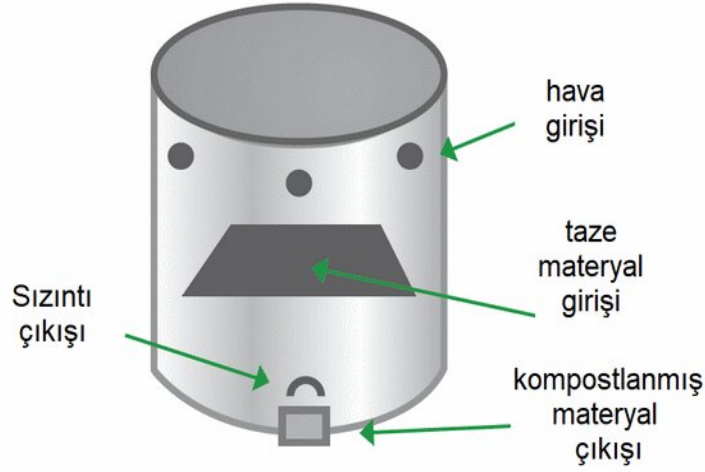 hava
girişi
taze
materyal
girişi
Sızıntı
çıkışı
kompostlanmış
materyal
çıkışı